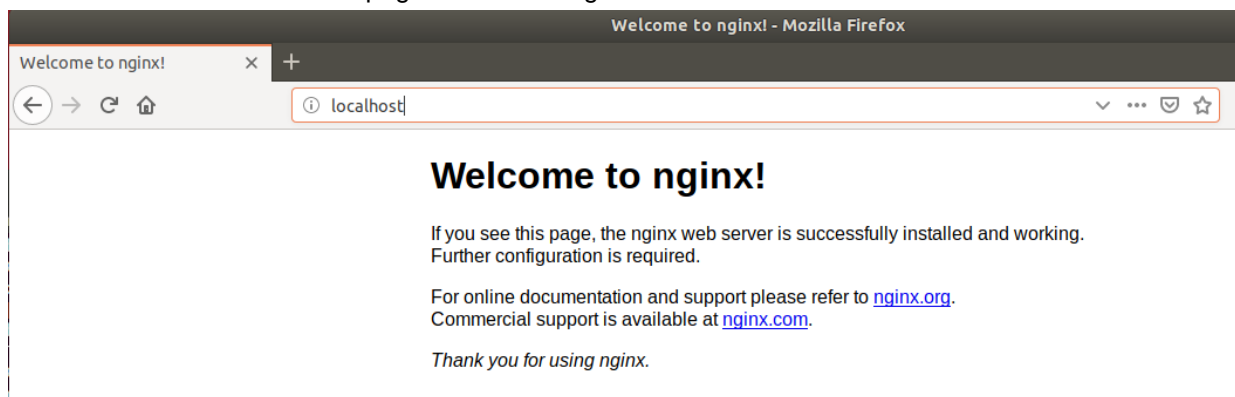 Welcome to nginx! - Mozilla Firefox
Welcome to nginx!
localhost
Welcome to nginx!
If you see this page, the nginx web server is successfully installed and working.
Further configuration is required.
For online documentation and support please refer to nginx.org.
Commercial support is available at nginx.com.
Thank you for using nginx.